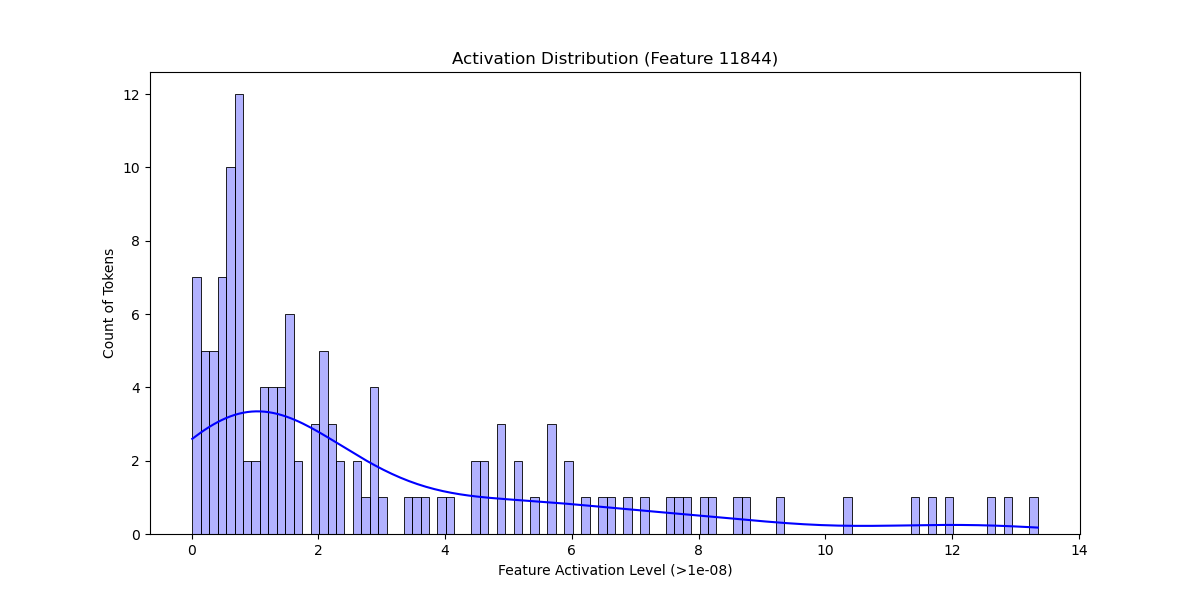 Activation Distribution (Feature 11844)
Count of Tokens
12
10
8
6
4
2
0
0 2 4 6 8 10 12 14
Feature Activation Level (>1e-08)